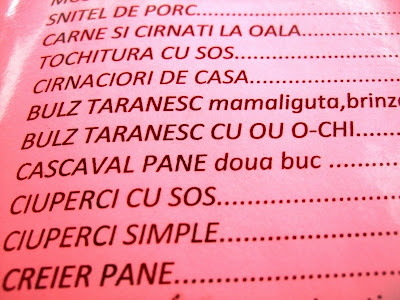 SNITEL DE PORC............
CARNE SI CIRNATI LA OALA........
TOCHITURA CU SOS................
CIRNACIORI DE CASA..............
BULZ TARANESC mamaliguta,brinza
BULZ TARANESC CU OU O-CHI.......
CASCAVAL PANE doua buc ..........
CIUPERCI CU SOS..................
CIUPERCI SIMPLE..................
CREIER PANE......................